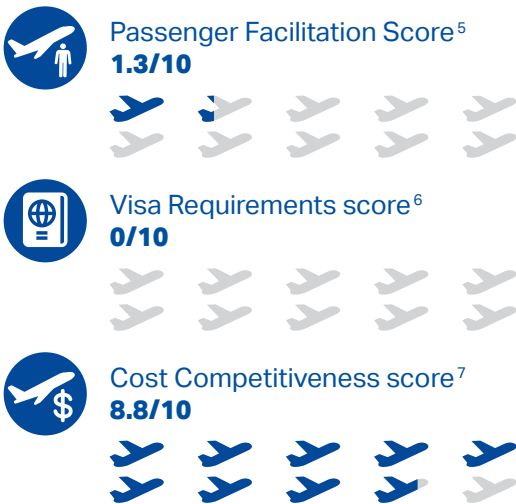 Passenger Facilitation Score⁵
1.3/10
Visa Requirements score⁶
0/10
$
Cost Competitiveness score⁷
8.8/10